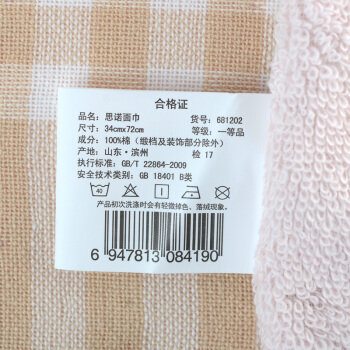 合格证
品名：思诺面巾 货号：681202
尺寸：34cmx72cm 等级：一等品
成分：100%棉（缎档及装饰部分除外）
产地：山东·滨州 检 17
执行标准：GB/T 22864-2009
安全技术类别：GB 18401 B类
40
产品初次洗涤时会有轻微掉色、落绒现象。
6 947813 084190